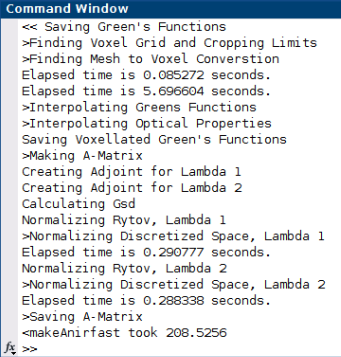 Command Window
<< Saving Green's Functions
>Finding Voxel Grid and Cropping Limits
>Finding Mesh to Voxel Converstion
Elapsed time is 0.085272 seconds.
Elapsed time is 5.696604 seconds.
>Interpolating Greens Functions
>Interpolating Optical Properties
Saving Voxellated Green's Functions
>Making A-Matrix
Creating Adjoint for Lambda 1
Creating Adjoint for Lambda 2
Calculating Gsd
Normalizing Rytov, Lambda 1
>Normalizing Discretized Space, Lambda 1
Elapsed time is 0.290777 seconds.
Normalizing Rytov, Lambda 2
>Normalizing Discretized Space, Lambda 2
Elapsed time is 0.288338 seconds.
>Saving A-Matrix
<makeAnirfast took 208.5256
fx >>